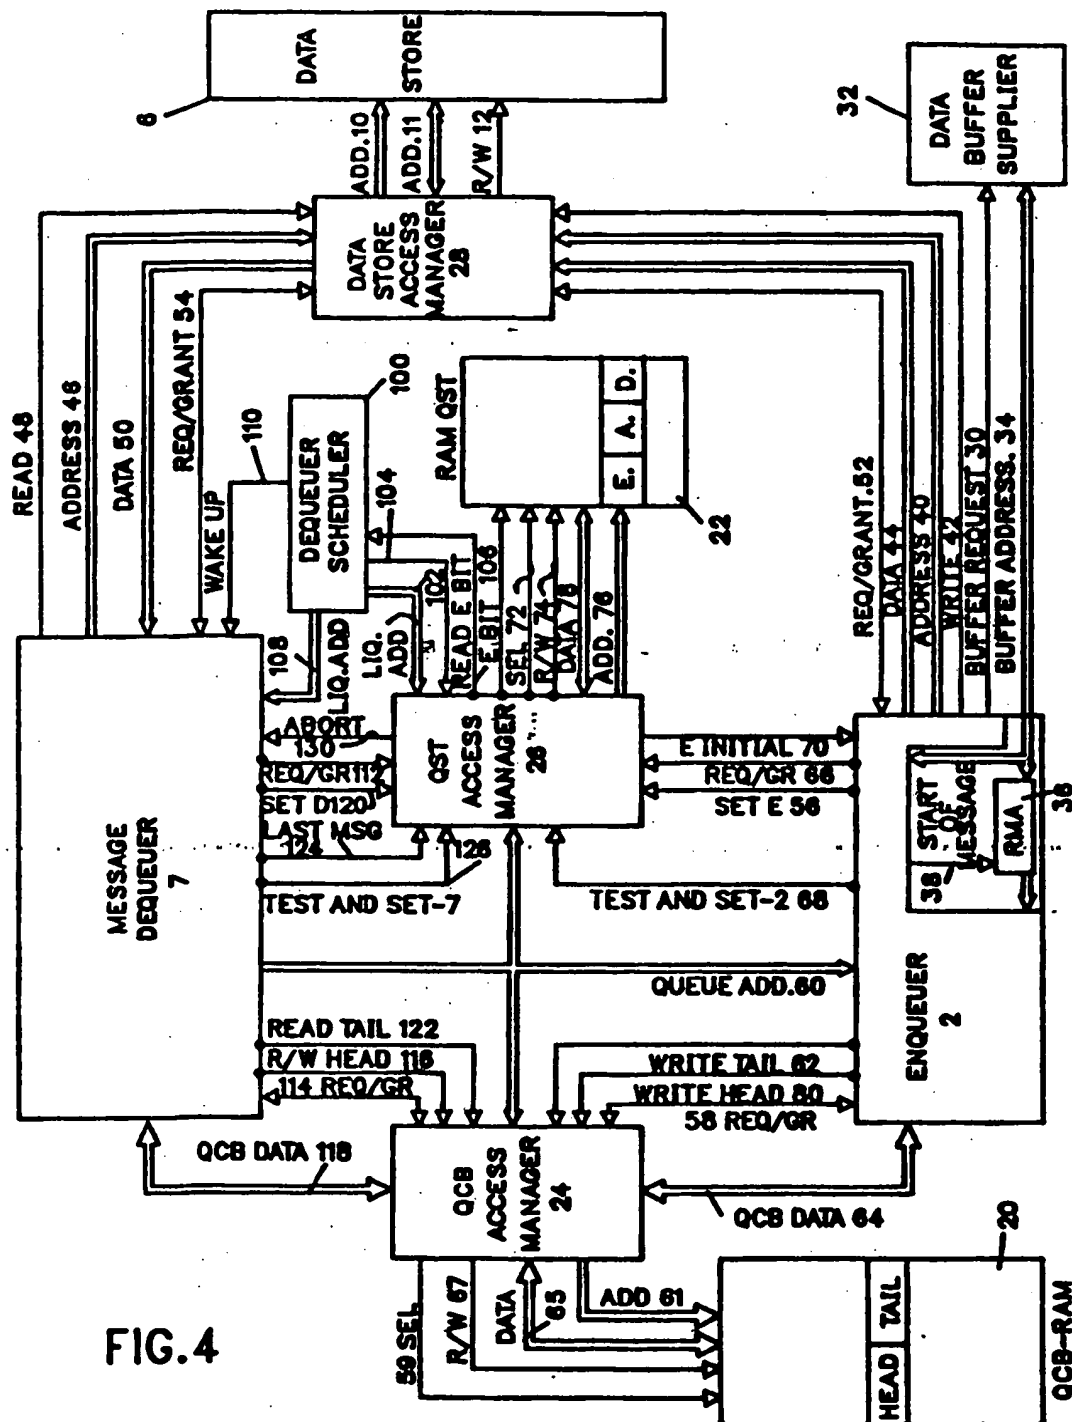 6
DATA
STORE
32
DATA
BUFFER
SUPPLIER
ADD.10
ADD.11
R/W 12
DATA
STORE
ACCESS
MANAGER
28
READ 48
ADDRESS 46
DATA 50
REQ/GRANT 54
WAKE UP
110
100
DEQUEUER
SCHEDULER
104
RAM QST
E. A. D.
22
108
LIQ.ADD
LIQ.
ADD
102
READ E BIT
E.BIT 106
SEL 72
R/W 74
DATA 78
ADD. 76
REQ/GRANT.52
DATA 44
ADDRESS 40
WRITE 42
BUFFER REQUEST 30
BUFFER ADDRESS. 34
MESSAGE
DEQUEUER
7
ABORT
130
REQ/GR112
SET D120
LAST MSG
124
126
TEST AND SET-7
QST
ACCESS
MANAGER
26
E INITIAL 70
REQ/GR 66
SET E 56
TEST AND SET-2 68
START
OF
MESSAGE
38
RMA
36
QUEUE ADD.60
ENQUEUER
2
READ TAIL 122
R/W HEAD 116
114 REQ/GR
WRITE TAIL 62
WRITE HEAD 80
58 REQ/GR
QCB DATA 118
QCB
ACCESS
MANAGER
24
QCB DATA 64
20
59 SEL
R/W 67
DATA
65
ADD 61
HEAD TAIL
QCB-RAM
FIG.4